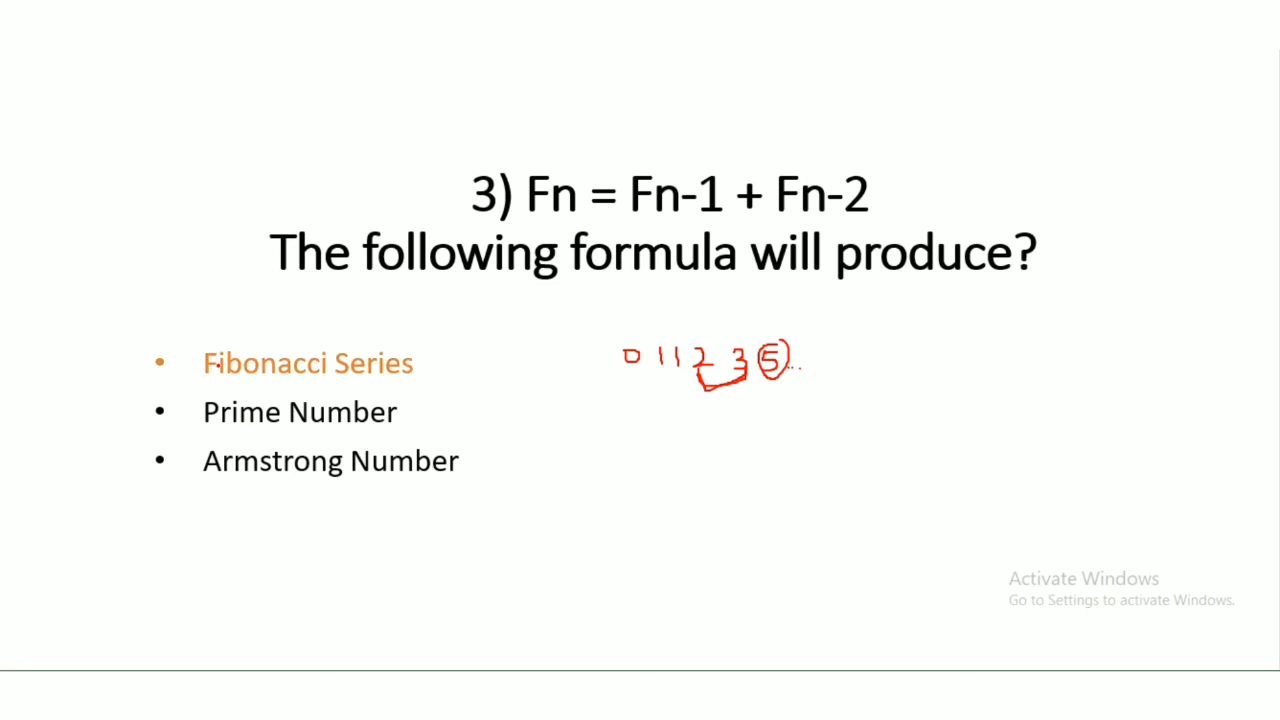 3) Fn = Fn-1 + Fn-2
The following formula will produce?
• Fibonacci Series
0 1 1 2 3 5 ...
• Prime Number
• Armstrong Number
Activate Windows
Go to Settings to activate Windows.